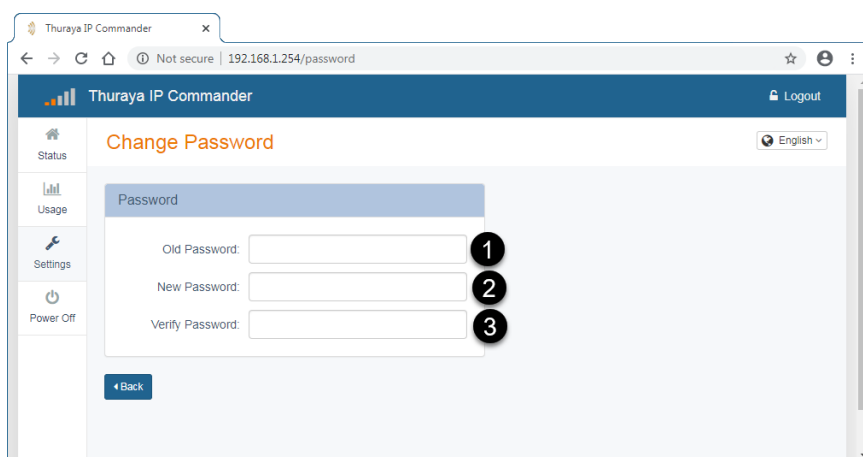 Thuraya IP Commander
Not secure | 192.168.1.254/password
Thuraya IP Commander
Logout
Status
Change Password
English
Usage
Password
Settings
Old Password:
1
New Password:
2
Power Off
Verify Password:
3
Back